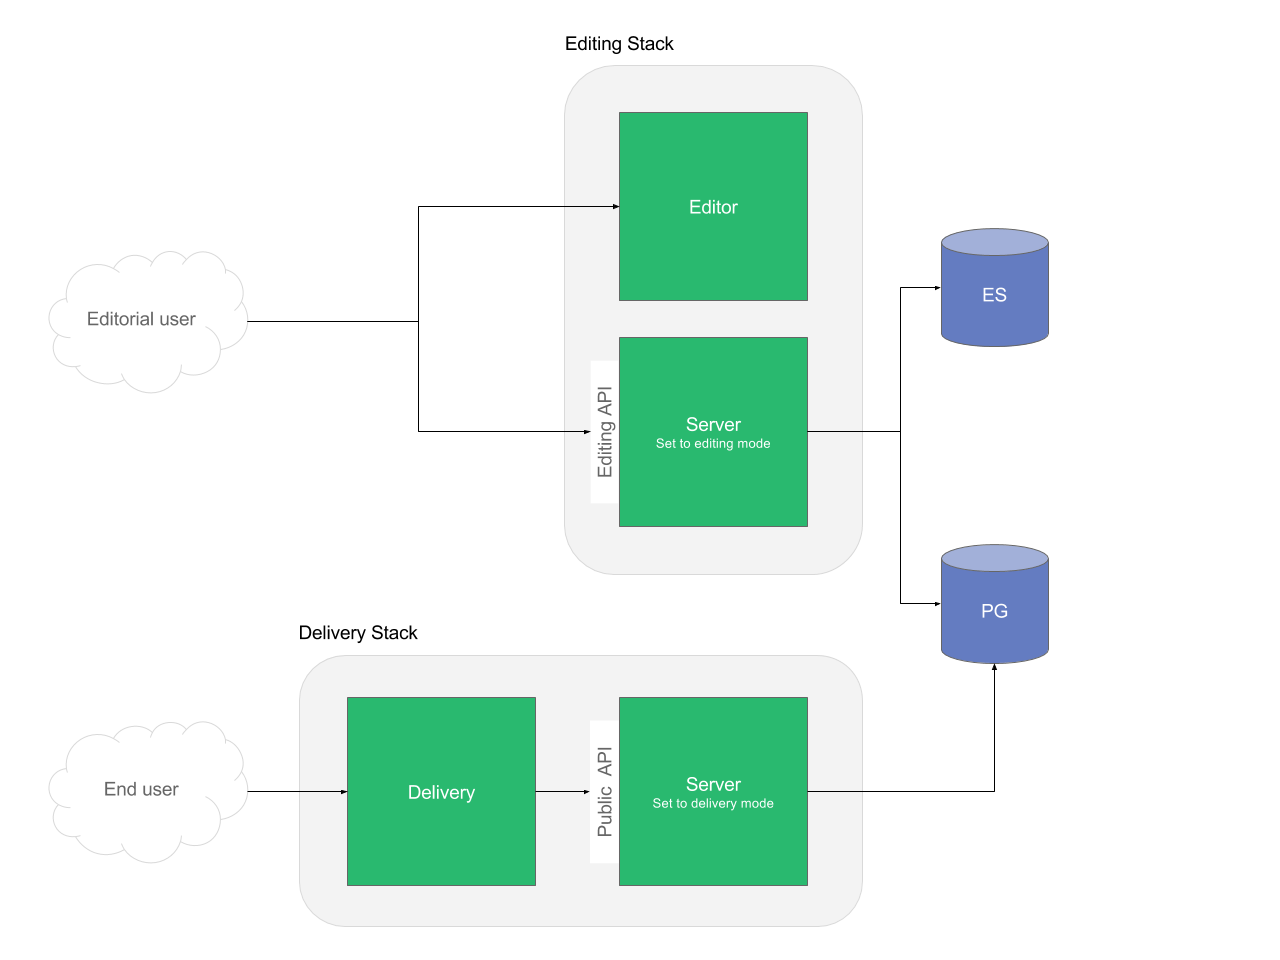 Editing Stack
Editor
Editorial user
ES
Editing API
Server
Set to editing mode
PG
Delivery Stack
End user
Delivery
Public API
Server
Set to delivery mode